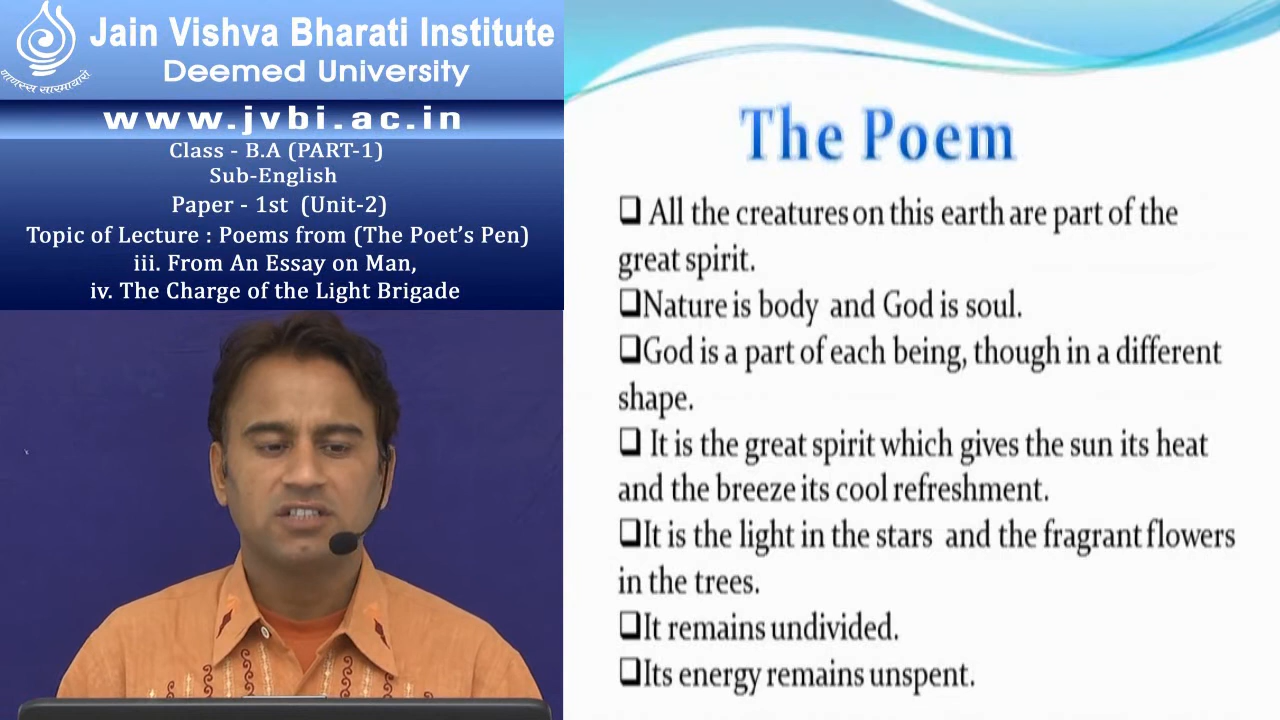 Jain Vishva Bharati Institute
Deemed University
www.jvbi.ac.in
Class - B.A (PART-1)
Sub-English
Paper - 1st (Unit-2)
Topic of Lecture : Poems from (The Poet's Pen)
iii. From An Essay on Man,
iv. The Charge of the Light Brigade
The Poem
❑ All the creatures on this earth are part of the
great spirit.
❑Nature is body and God is soul.
❑God is a part of each being, though in a different
shape.
❑ It is the great spirit which gives the sun its heat
and the breeze its cool refreshment.
❑It is the light in the stars and the fragrant flowers
in the trees.
❑It remains undivided.
❑Its energy remains unspent.